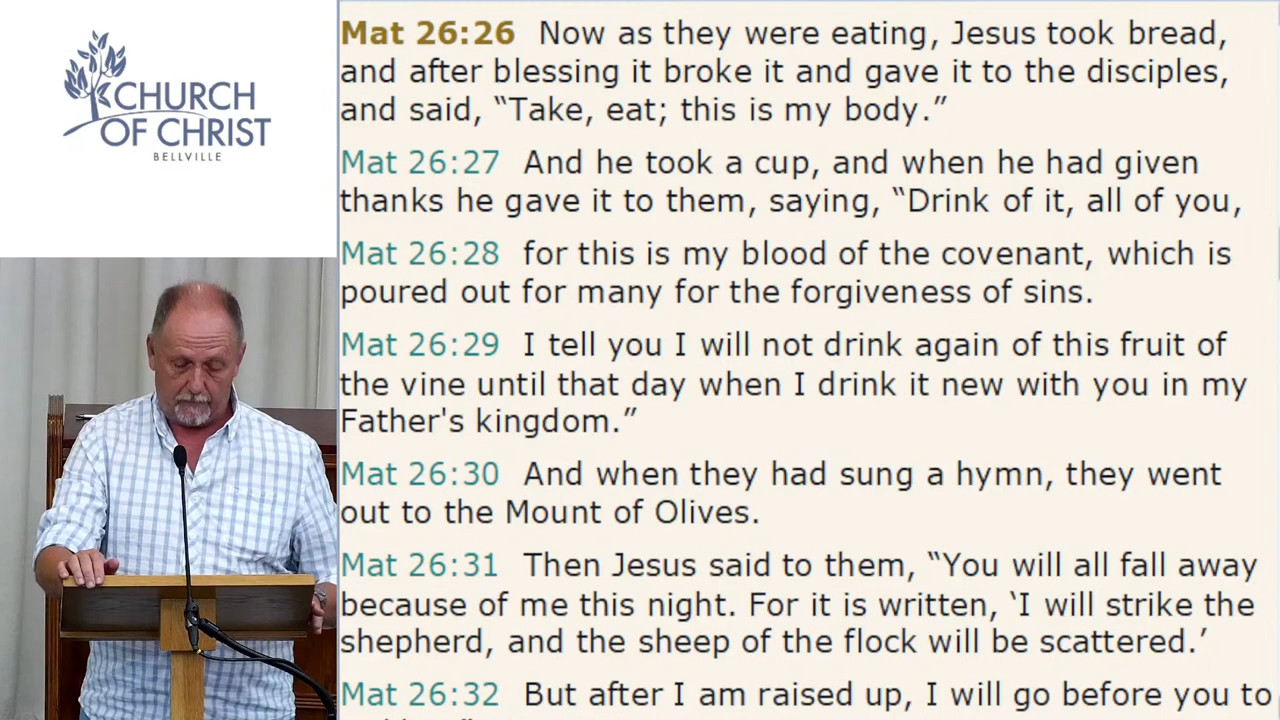 CHURCH
OF CHRIST
BELLVILLE
Mat 26:26 Now as they were eating, Jesus took bread,
and after blessing it broke it and gave it to the disciples,
and said, “Take, eat; this is my body.”
Mat 26:27 And he took a cup, and when he had given
thanks he gave it to them, saying, “Drink of it, all of you,
Mat 26:28 for this is my blood of the covenant, which is
poured out for many for the forgiveness of sins.
Mat 26:29 I tell you I will not drink again of this fruit of
the vine until that day when I drink it new with you in my
Father's kingdom.”
Mat 26:30 And when they had sung a hymn, they went
out to the Mount of Olives.
Mat 26:31 Then Jesus said to them, “You will all fall away
because of me this night. For it is written, ‘I will strike the
shepherd, and the sheep of the flock will be scattered.’
Mat 26:32 But after I am raised up, I will go before you to